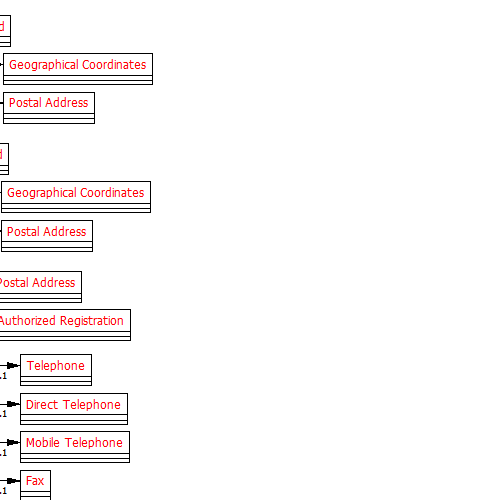 d
Geographical Coordinates
Postal Address
d
Geographical Coordinates
Postal Address
Postal Address
Authorized Registration
Telephone
.1
Direct Telephone
.1
Mobile Telephone
.1
Fax
.1